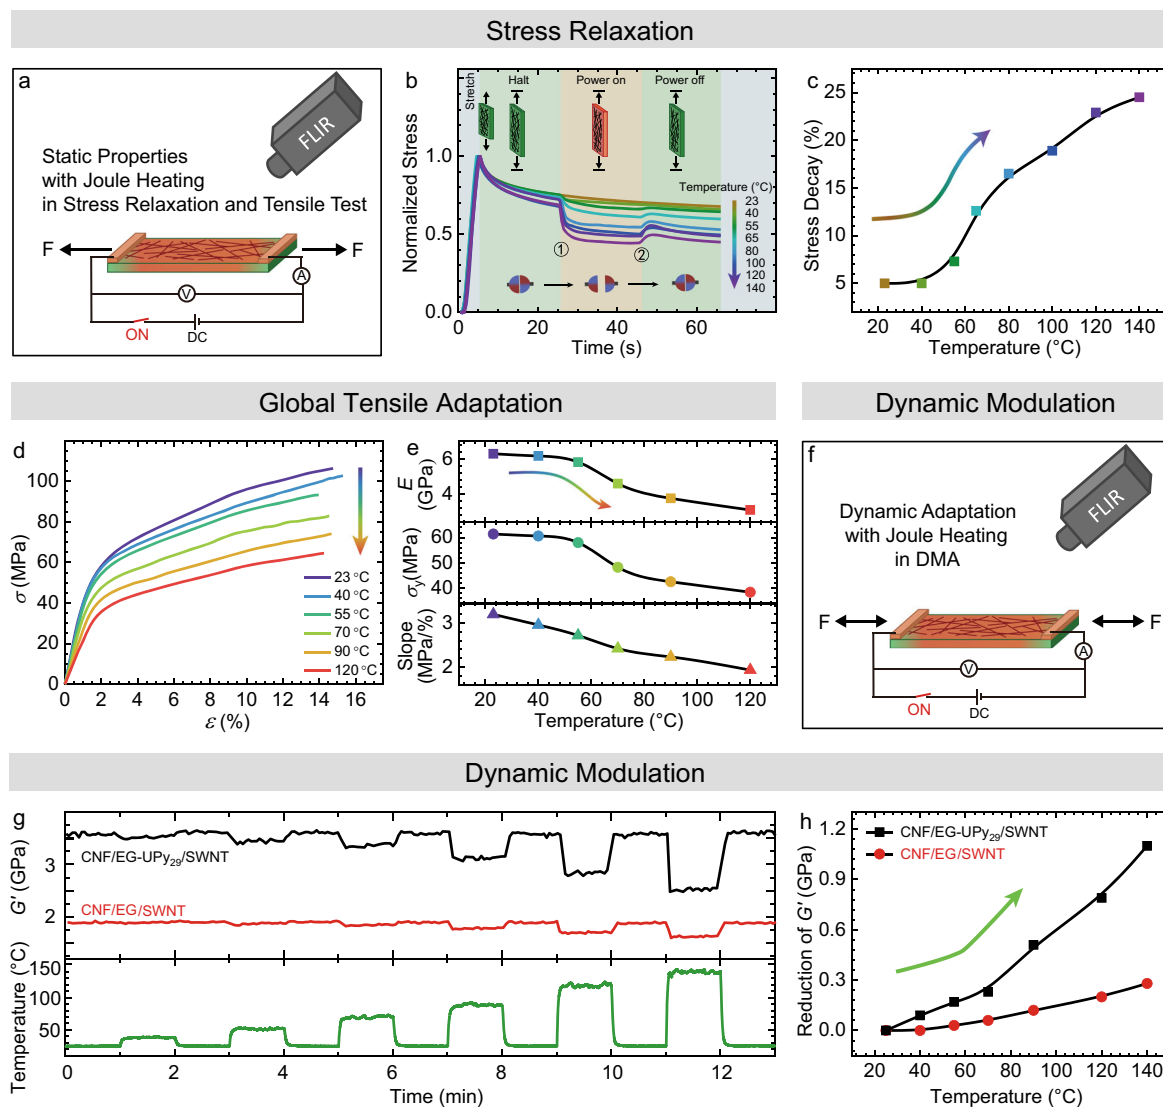 Stress Relaxation
a
FLIR
Static Properties
with Joule Heating
in Stress Relaxation and Tensile Test
F
F
A
V
ON
DC
b
Stretch
Halt
Power on
Power off
Normalized Stress
1.0
0.5
0.0
Temperature (°C)
23
40
55
65
80
100
120
140
①
②
0 20 40 60
Time (s)
c
Stress Decay (%)
25
20
15
10
5
20 40 60 80 100 120 140
Temperature (°C)
Global Tensile Adaptation
Dynamic Modulation
d
σ (MPa)
100
80
60
40
20
0
23 °C
40 °C
55 °C
70 °C
90 °C
120 °C
0 2 4 6 8 10 12 14 16
ε (%)
e
E
(GPa)
6
4
σy(MPa)
60
50
40
Slope
(MPa/%)
3
2
20 40 60 80 100 120
Temperature (°C)
f
FLIR
Dynamic Adaptation
with Joule Heating
in DMA
F
F
A
V
ON
DC
Dynamic Modulation
g
G′ (GPa)
3
2
CNF/EG-UPy₂₉/SWNT
CNF/EG/SWNT
Temperature (°C)
150
100
50
0 2 4 6 8 10 12
Time (min)
h
CNF/EG-UPy₂₉/SWNT
CNF/EG/SWNT
Reduction of G′ (GPa)
1.2
0.9
0.6
0.3
0.0
20 40 60 80 100 120 140
Temperature (°C)